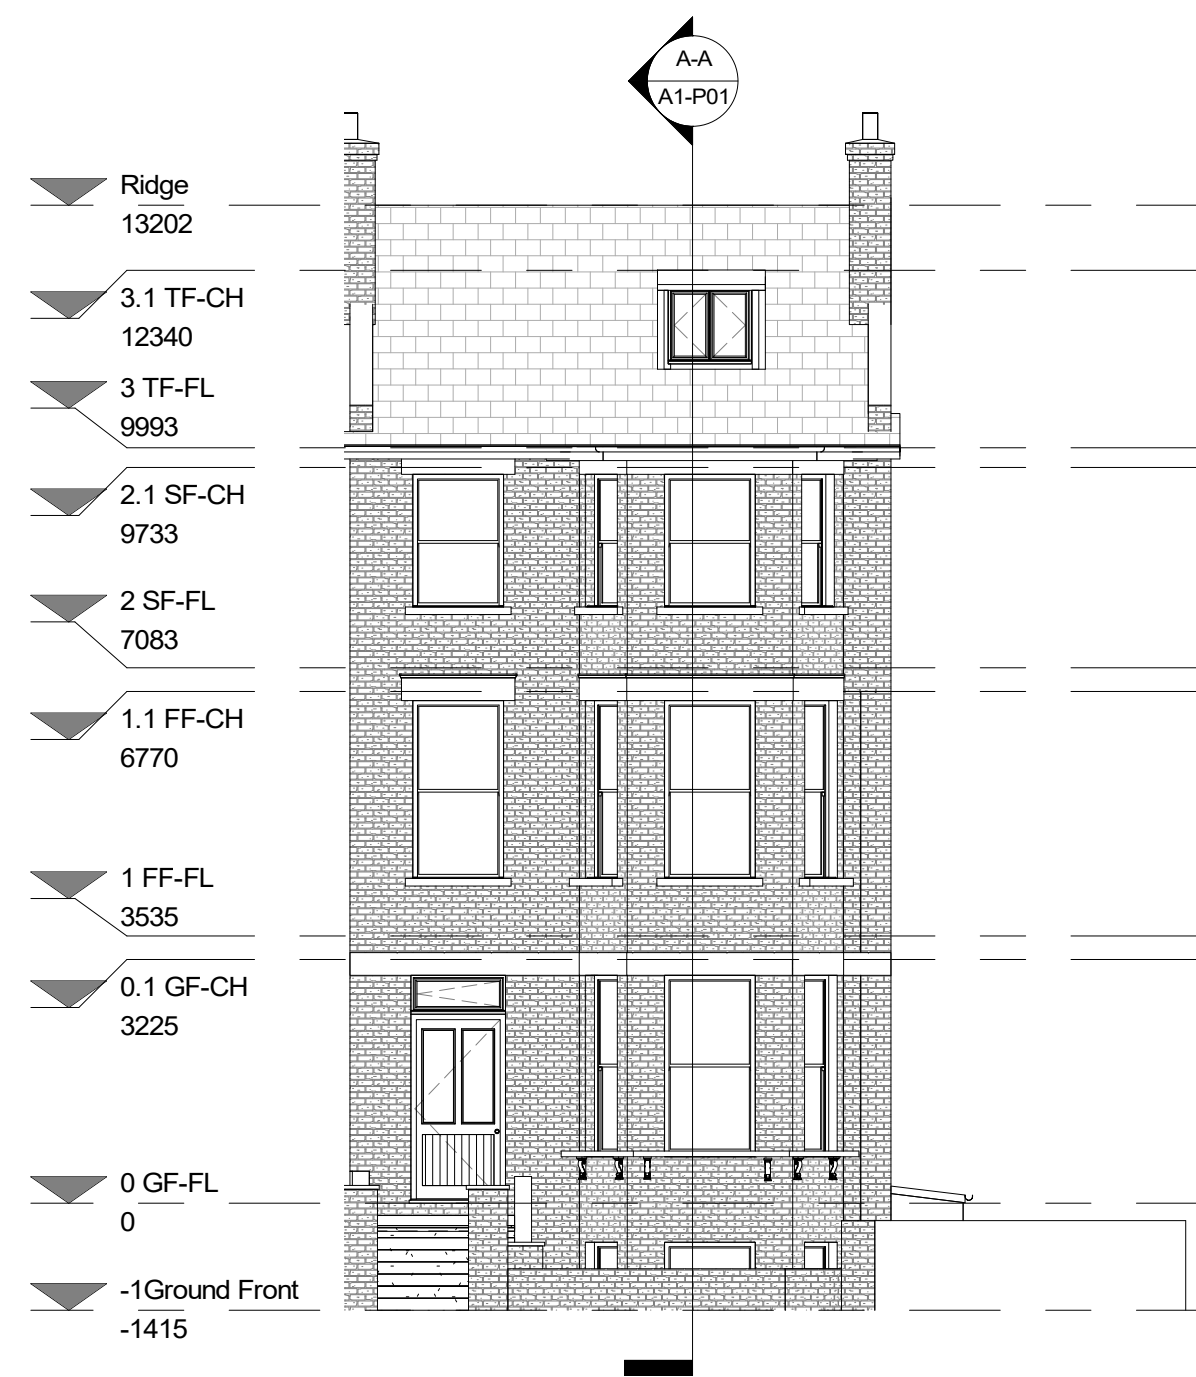 A-A
A1-P01
Ridge
13202
3.1 TF-CH
12340
3 TF-FL
9993
2.1 SF-CH
9733
2 SF-FL
7083
1.1 FF-CH
6770
1 FF-FL
3535
0.1 GF-CH
3225
0 GF-FL
0
-1Ground Front
-1415